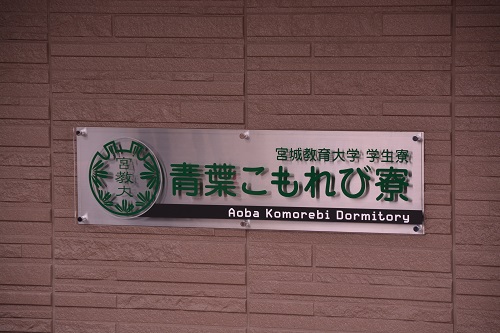 宮教大
宮城教育大学 学生寮
青葉こもれび寮
Aoba Komorebi Dormitory